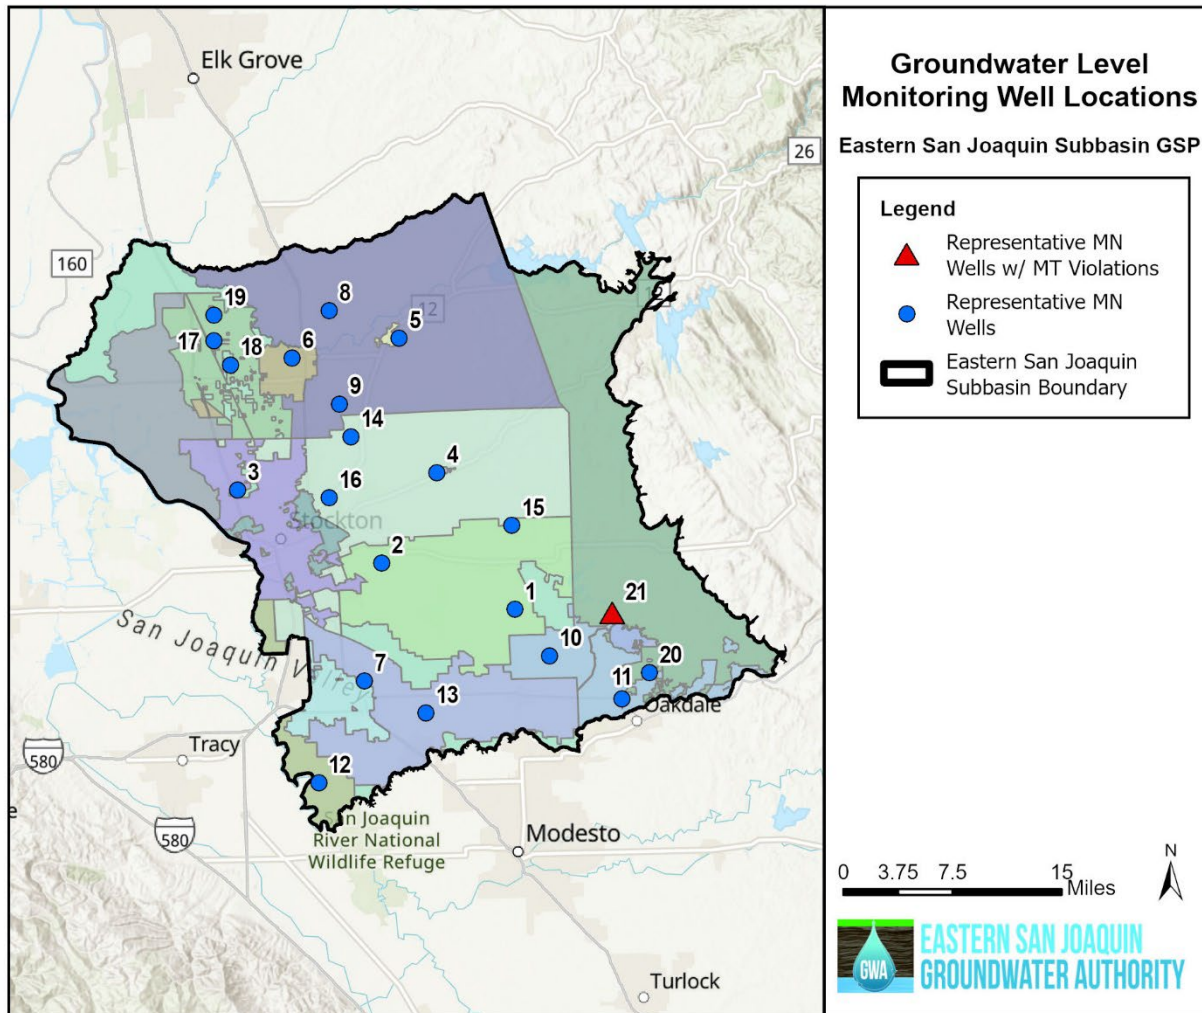 Elk Grove
26
160
12
19
8
5
17
18
6
9
14
4
3
16
Stockton
15
2
1
21
San Joaquin Valley
10
20
7
11
13
Oakdale
Tracy
580
12
San Joaquin
River National
Wildlife Refuge
580
Modesto
Turlock
Groundwater Level
Monitoring Well Locations
Eastern San Joaquin Subbasin GSP
Legend
Representative MN
Wells w/ MT Violations
Representative MN
Wells
Eastern San Joaquin
Subbasin Boundary
0 3.75 7.5 15
Miles
N
GWA
EASTERN SAN JOAQUIN
GROUNDWATER AUTHORITY